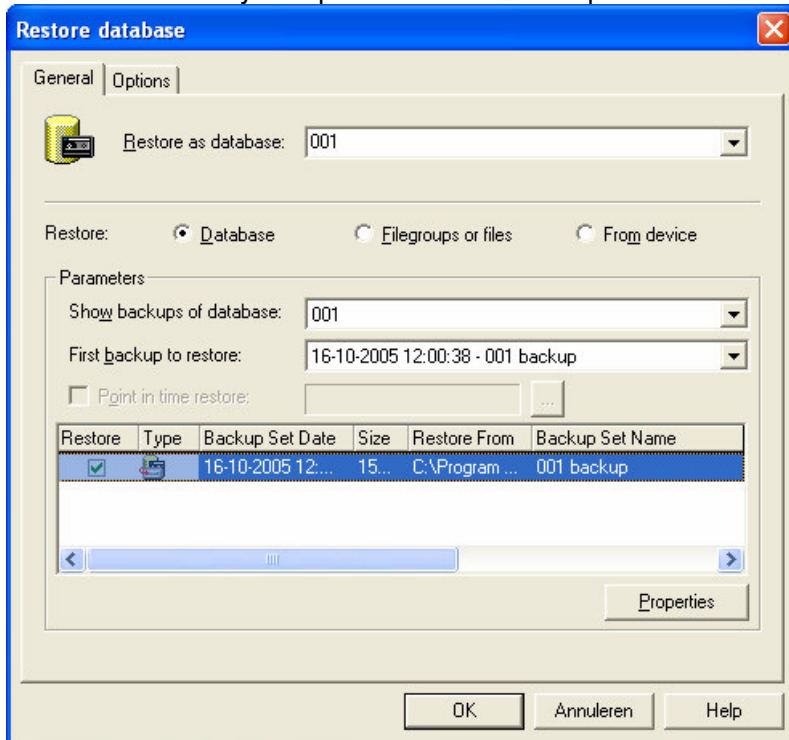 Restore database
General Options
Restore as database: 001
Restore: Database Filegroups or files From device
Parameters
Show backups of database: 001
First backup to restore: 16-10-2005 12:00:38 - 001 backup
Point in time restore: ...
Restore Type Backup Set Date Size Restore From Backup Set Name
16-10-2005 12:... 15... C:\Program ... 001 backup
Properties
OK Annuleren Help